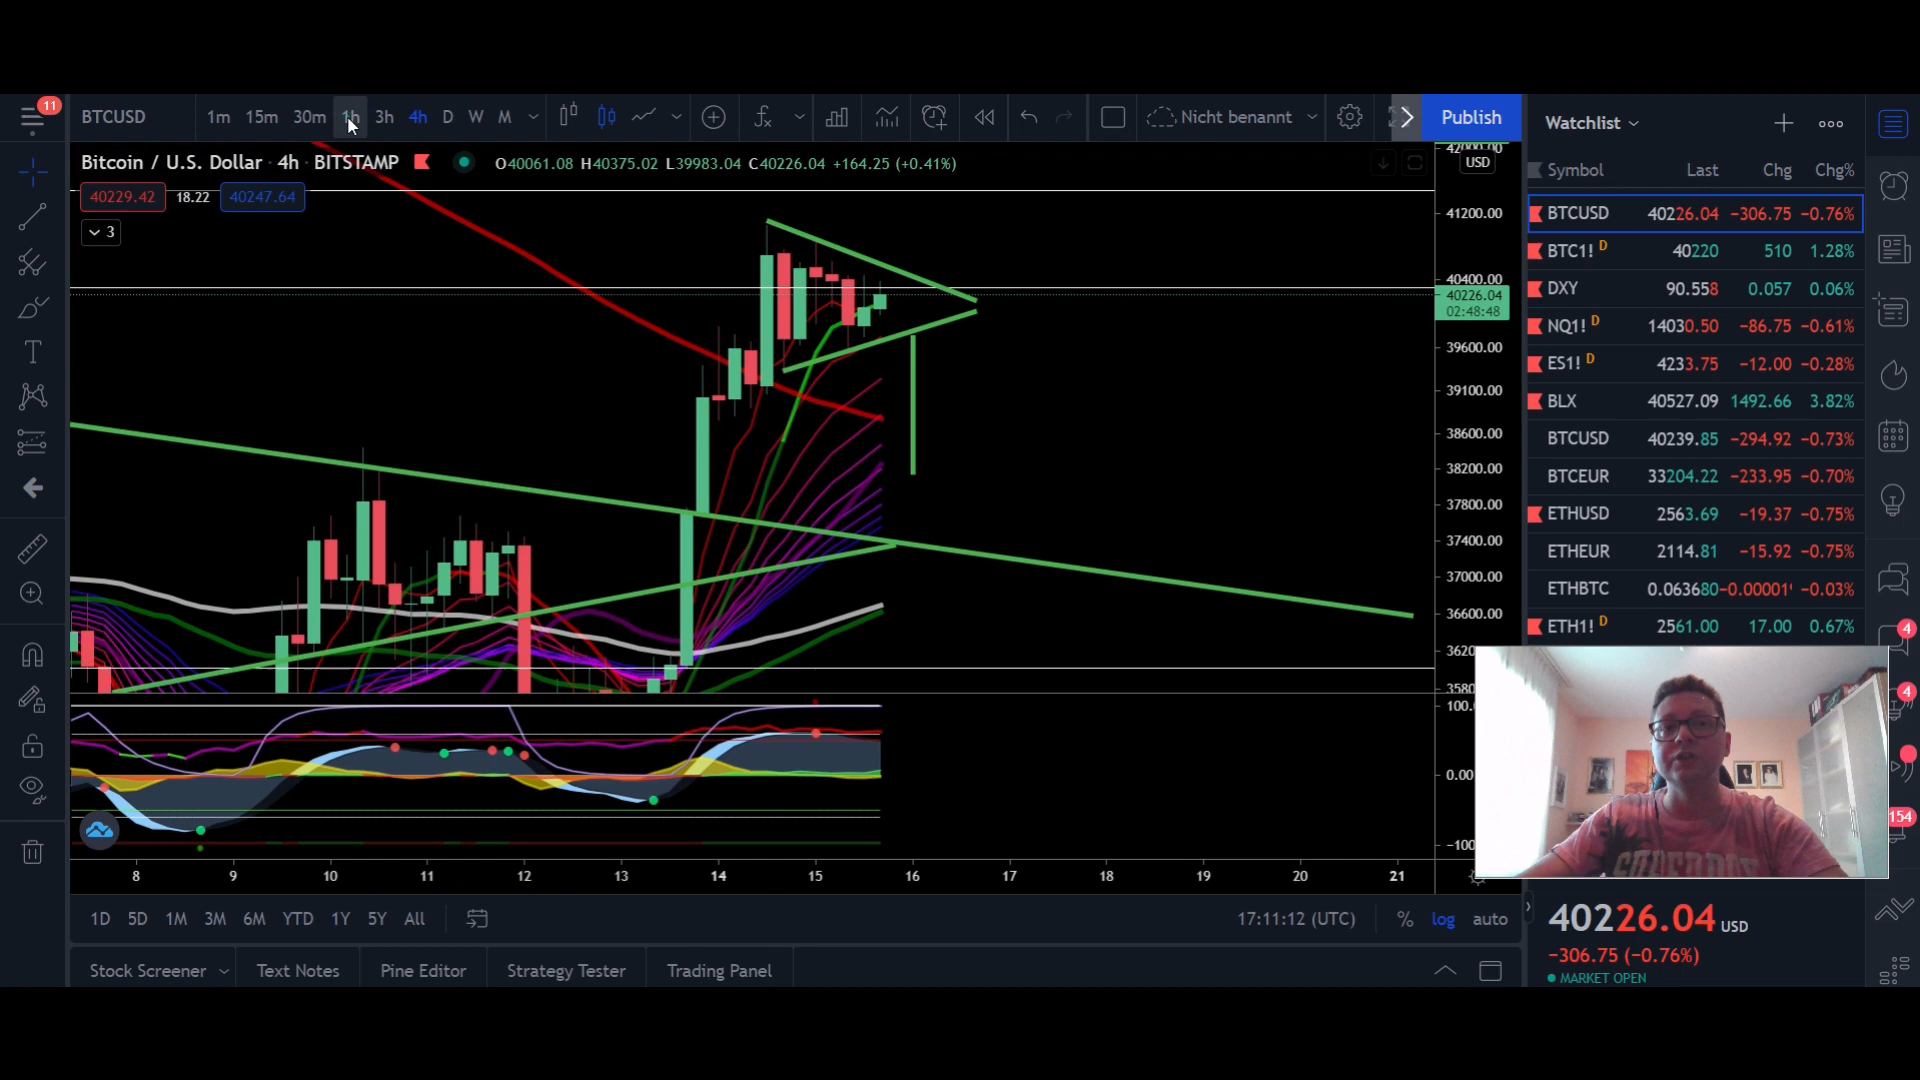 11
BTCUSD 1m 15m 30m 1h 3h 4h D W M Nicht benannt Publish
Bitcoin / U.S. Dollar · 4h · BITSTAMP O40061.08 H40375.02 L39983.04 C40226.04 +164.25 (+0.41%)
40229.42 18.22 40247.64
3
USD
41200.00
40400.00
40226.04
02:48:48
39600.00
39100.00
38600.00
38200.00
37800.00
37400.00
37000.00
36600.00
0.00
8 9 10 11 12 13 14 15 16 17 18 19 20 21
1D 5D 1M 3M 6M YTD 1Y 5Y All 17:11:12 (UTC) % log auto
Stock Screener Text Notes Pine Editor Strategy Tester Trading Panel
Watchlist
Symbol Last Chg Chg%
BTCUSD 40226.04 −306.75 −0.76%
BTC1! D 40220 510 1.28%
DXY 90.558 0.057 0.06%
NQ1! D 14030.50 −86.75 −0.61%
ES1! D 4233.75 −12.00 −0.28%
BLX 40527.09 1492.66 3.82%
BTCUSD 40239.85 −294.92 −0.73%
BTCEUR 33204.22 −233.95 −0.70%
ETHUSD 2563.69 −19.37 −0.75%
ETHEUR 2114.81 −15.92 −0.75%
ETHBTC 0.063680 −0.00001 −0.03%
ETH1! D 2561.00 17.00 0.67%
4
4
154
40226.04 USD
−306.75 (−0.76%)
MARKET OPEN